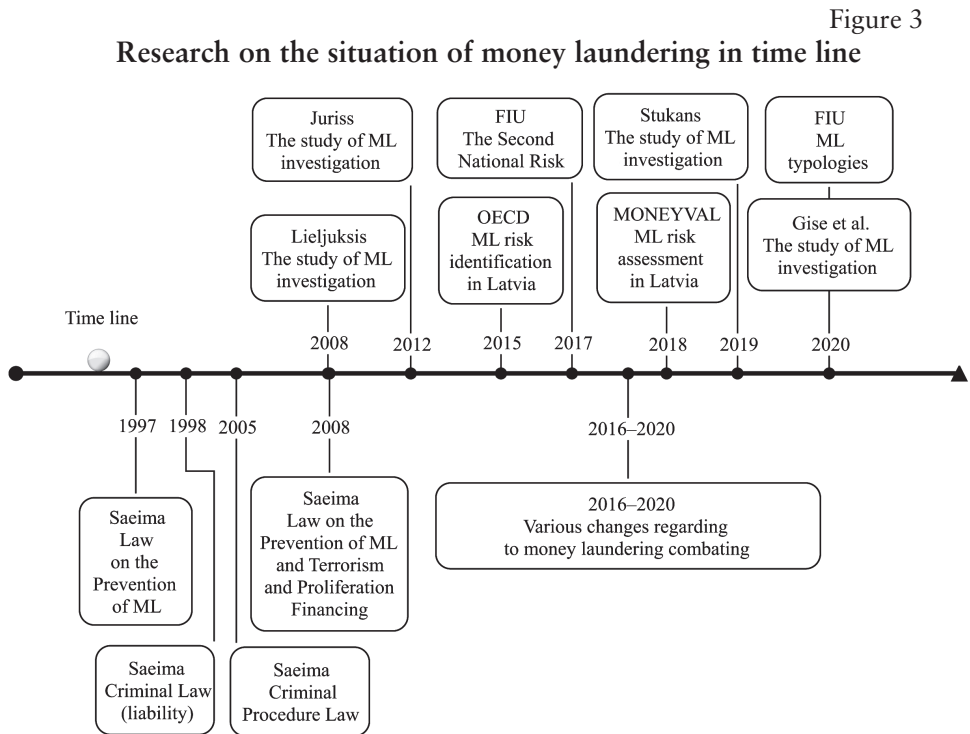 Figure 3
Research on the situation of money laundering in time line
Juriss
The study of ML
investigation
FIU
The Second
National Risk
Stukans
The study of ML
investigation
FIU
ML
typologies
Lieljuksis
The study of ML
investigation
OECD
ML risk
identification
in Latvia
MONEYVAL
ML risk
assessment
in Latvia
Gise et al.
The study of ML
investigation
Time line
2008
2012
2015
2017
2018
2019
2020
1997
1998
2005
2008
2016–2020
Saeima
Law
on the
Prevention
of ML
Saeima
Law on the
Prevention of ML
and Terrorism
and Proliferation
Financing
2016–2020
Various changes regarding
to money laundering combating
Saeima
Criminal Law
(liability)
Saeima
Criminal
Procedure Law